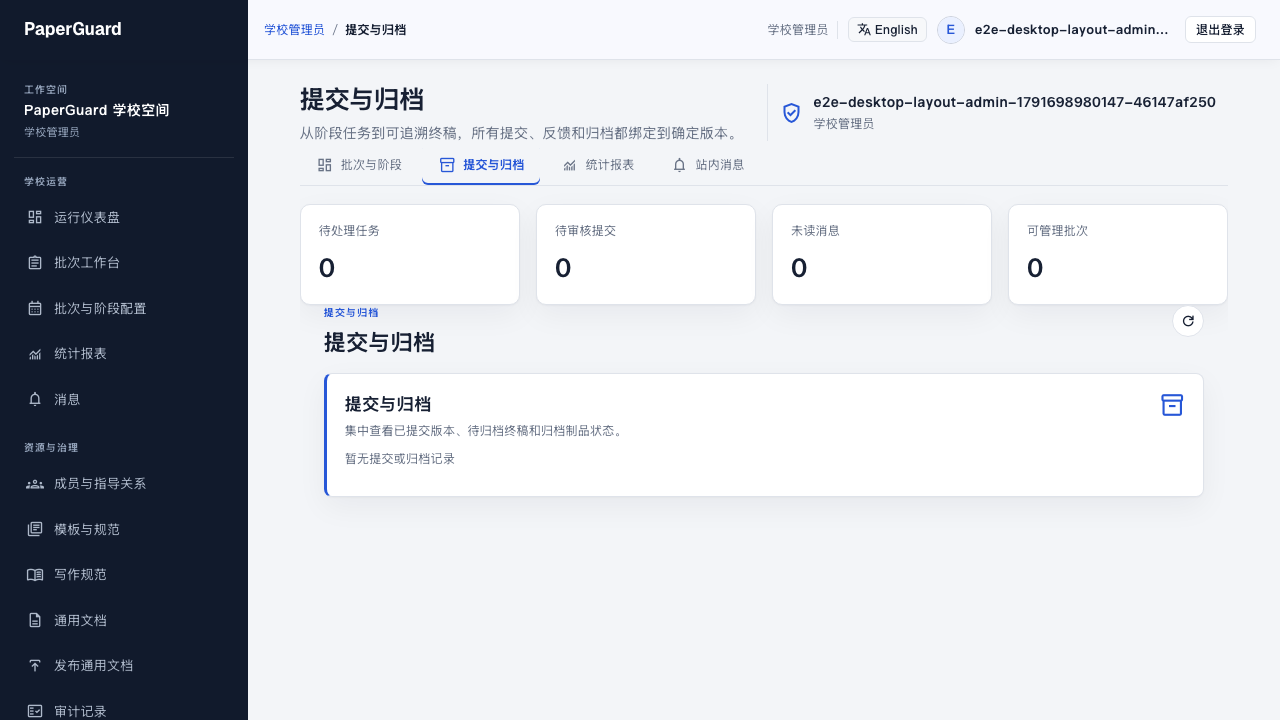 PaperGuard
工作空间
PaperGuard 学校空间
学校管理员
学校运营
运行仪表盘
批次工作台
批次与阶段配置
统计报表
消息
资源与治理
成员与指导关系
模板与规范
写作规范
通用文档
发布通用文档
审计记录
学校管理员 / 提交与归档
学校管理员
English
E
e2e-desktop-layout-admin...
退出登录
提交与归档
从阶段任务到可追溯终稿，所有提交、反馈和归档都绑定到确定版本。
e2e-desktop-layout-admin-1791698980147-46147af250
学校管理员
批次与阶段
提交与归档
统计报表
站内消息
待处理任务
0
待审核提交
0
未读消息
0
可管理批次
0
提交与归档
提交与归档
提交与归档
集中查看已提交版本、待归档终稿和归档制品状态。
暂无提交或归档记录